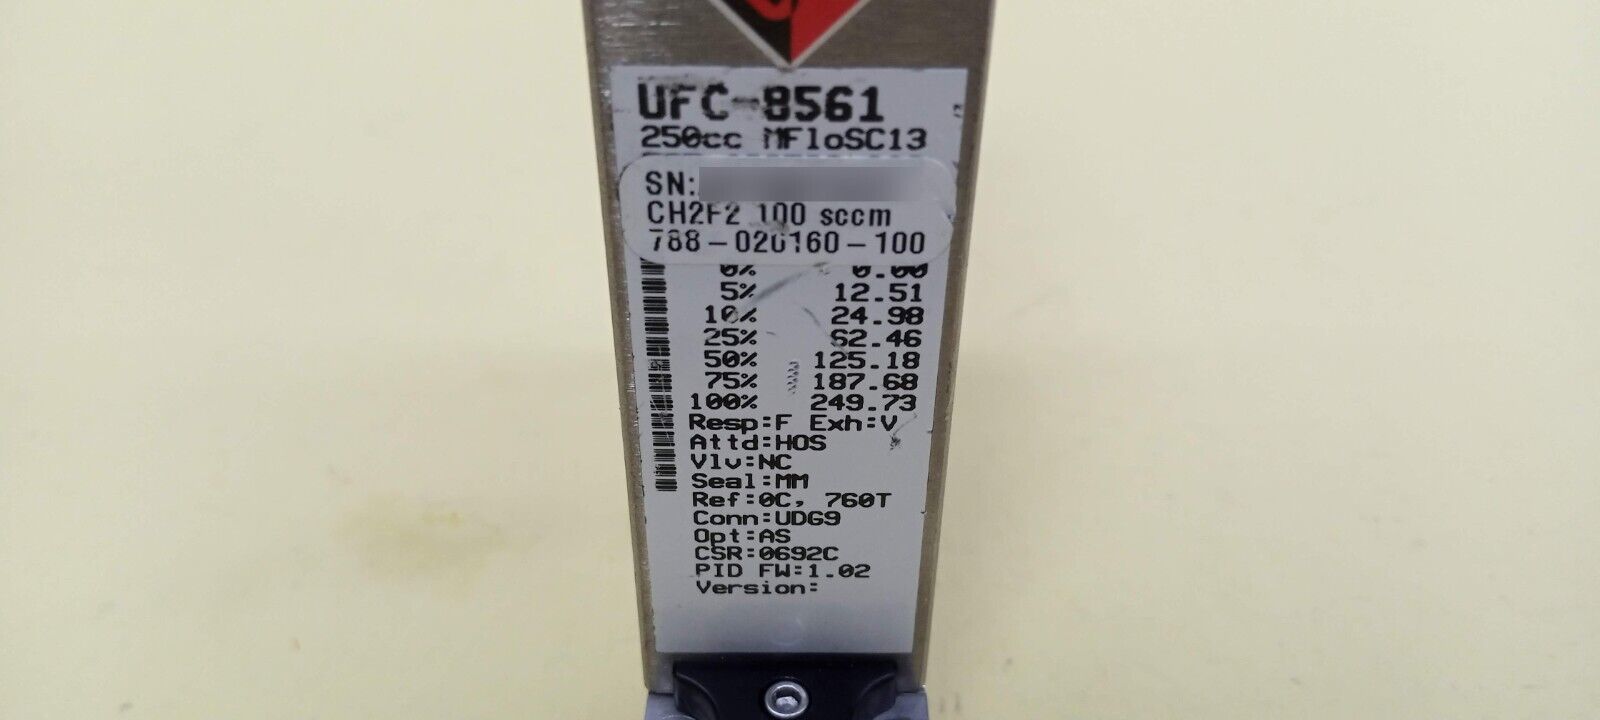 UFC-8561
250cc MFloSC13
SN:
CH2F2 100 sccm
788-020160-100
0% 0.00
5% 12.51
10% 24.98
25% 62.46
50% 125.18
75% 187.68
100% 249.73
Resp:F Exh:V
Attd:HOS
Vlv:NC
Seal:MM
Ref:0C, 760T
Conn:UDG9
Opt:AS
CSR:0692C
PID FW:1.02
Version: